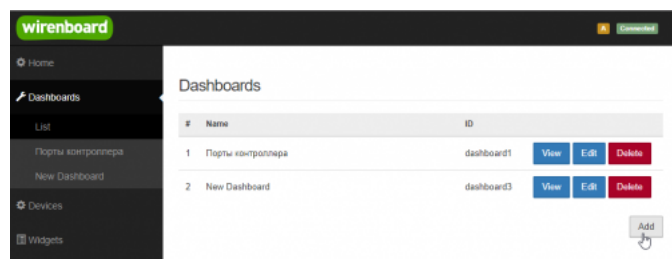 wirenboard
A Connected
Home
Dashboards
List
Порты контроллера
New Dashboard
Devices
Widgets
Dashboards
# Name ID
1 Порты контроллера dashboard1 View Edit Delete
2 New Dashboard dashboard3 View Edit Delete
Add